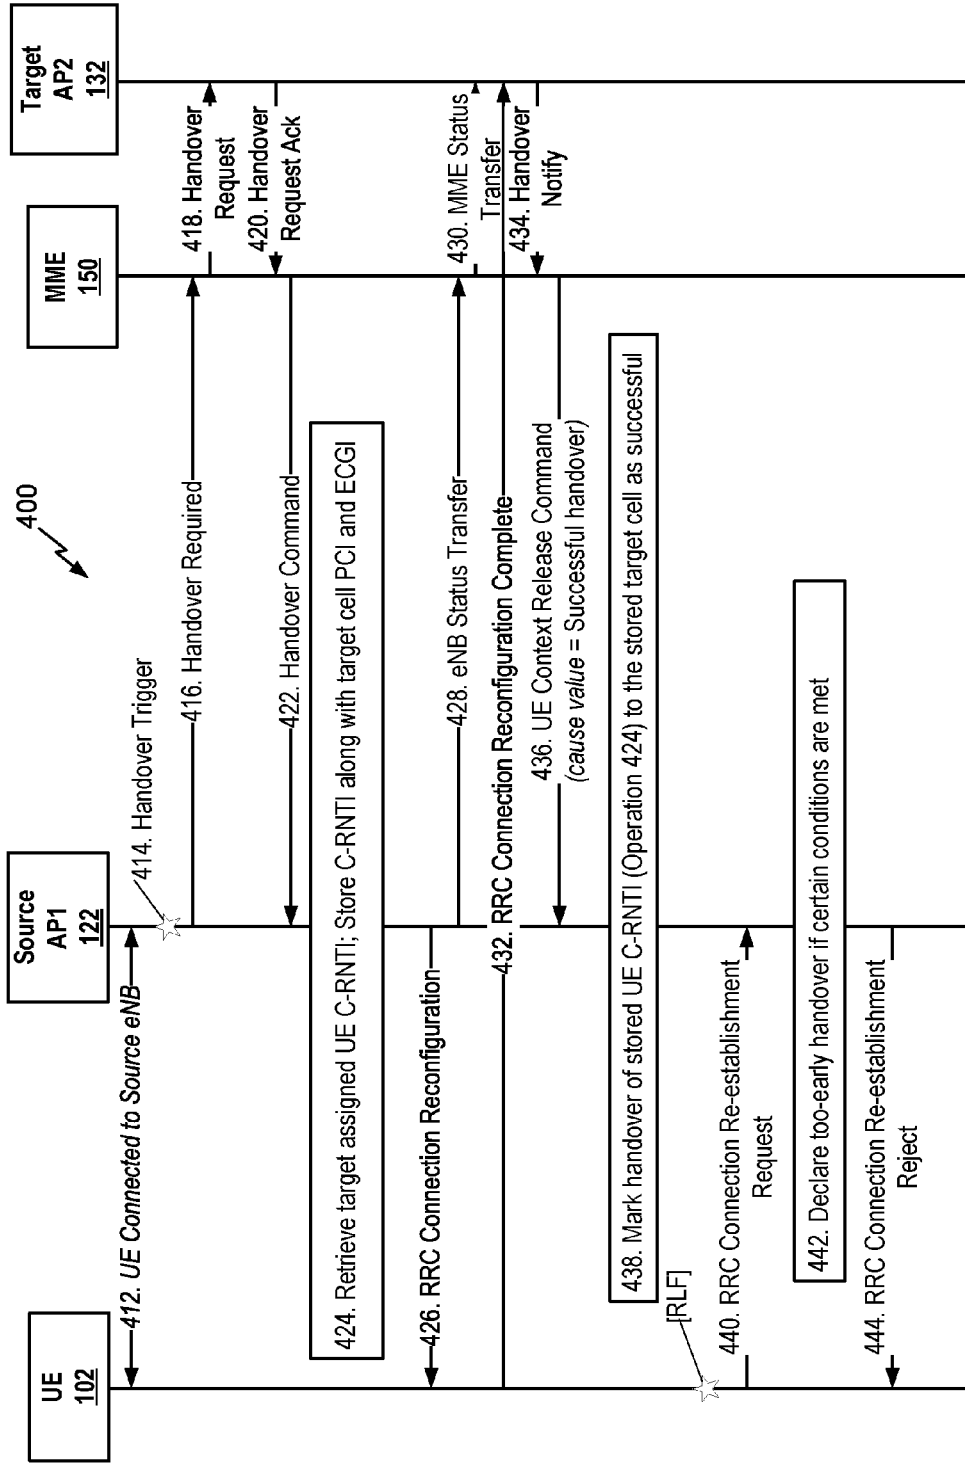 400
UE
102
Source
AP1
122
MME
150
Target
AP2
132
412. UE Connected to Source eNB
414. Handover Trigger
416. Handover Required
418. Handover
Request
420. Handover
Request Ack
422. Handover Command
424. Retrieve target assigned UE C-RNTI; Store C-RNTI along with target cell PCI and ECGI
426. RRC Connection Reconfiguration
428. eNB Status Transfer
430. MME Status
Transfer
432. RRC Connection Reconfiguration Complete
434. Handover
Notify
436. UE Context Release Command
(cause value = Successful handover)
438. Mark handover of stored UE C-RNTI (Operation 424) to the stored target cell as successful
[RLF]
440. RRC Connection Re-establishment
Request
442. Declare too-early handover if certain conditions are met
444. RRC Connection Re-establishment
Reject